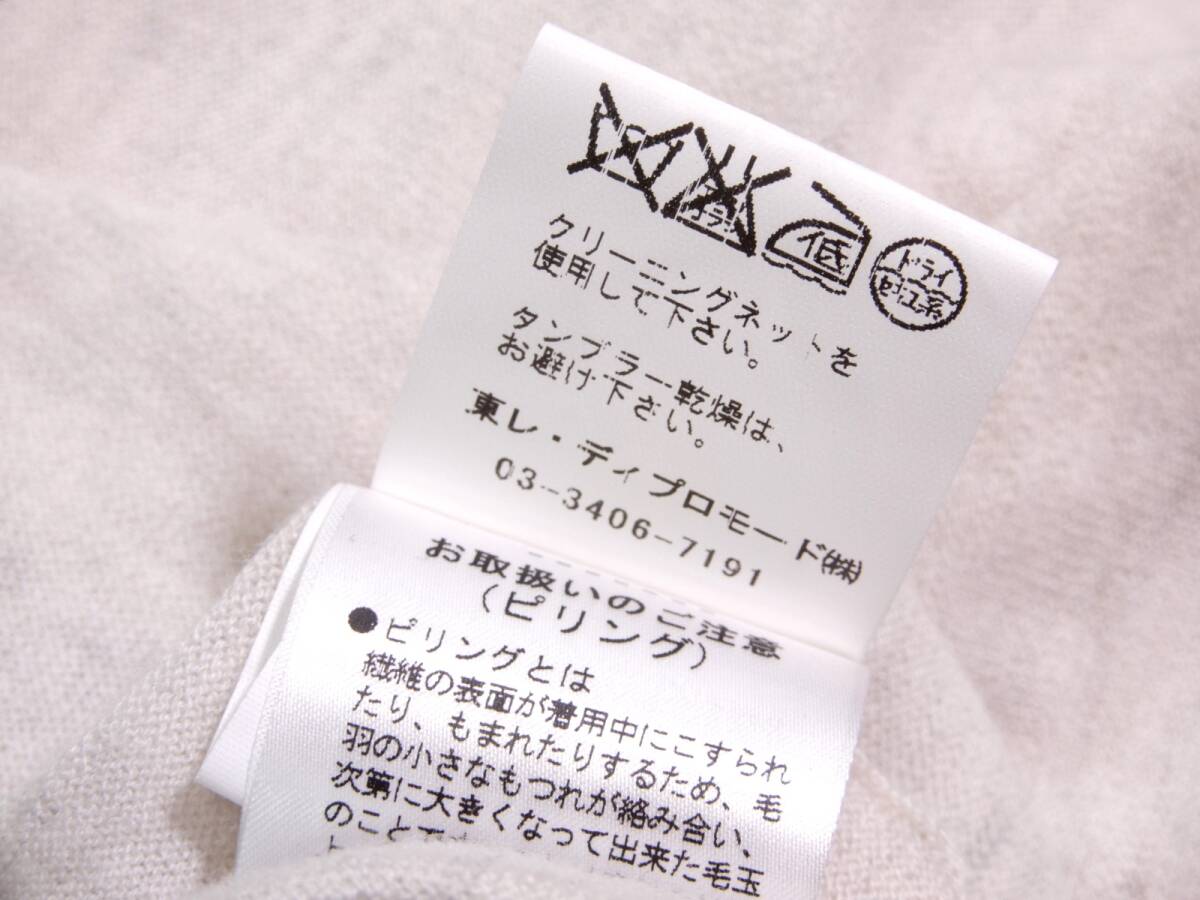 低
ドライ
セキユ系
クリーニングネットを
使用して下さい。
タンブラー乾燥は、
お避け下さい。
東レ・ディプロモード㈱
03-3406-7191
お取扱いのご注意
(ピリング)
●ピリングとは
繊維の表面が着用中にこすられ
たり、もまれたりするため、毛
羽の小さなもつれが絡み合い、
次第に大きくなって出来た毛玉
のことで